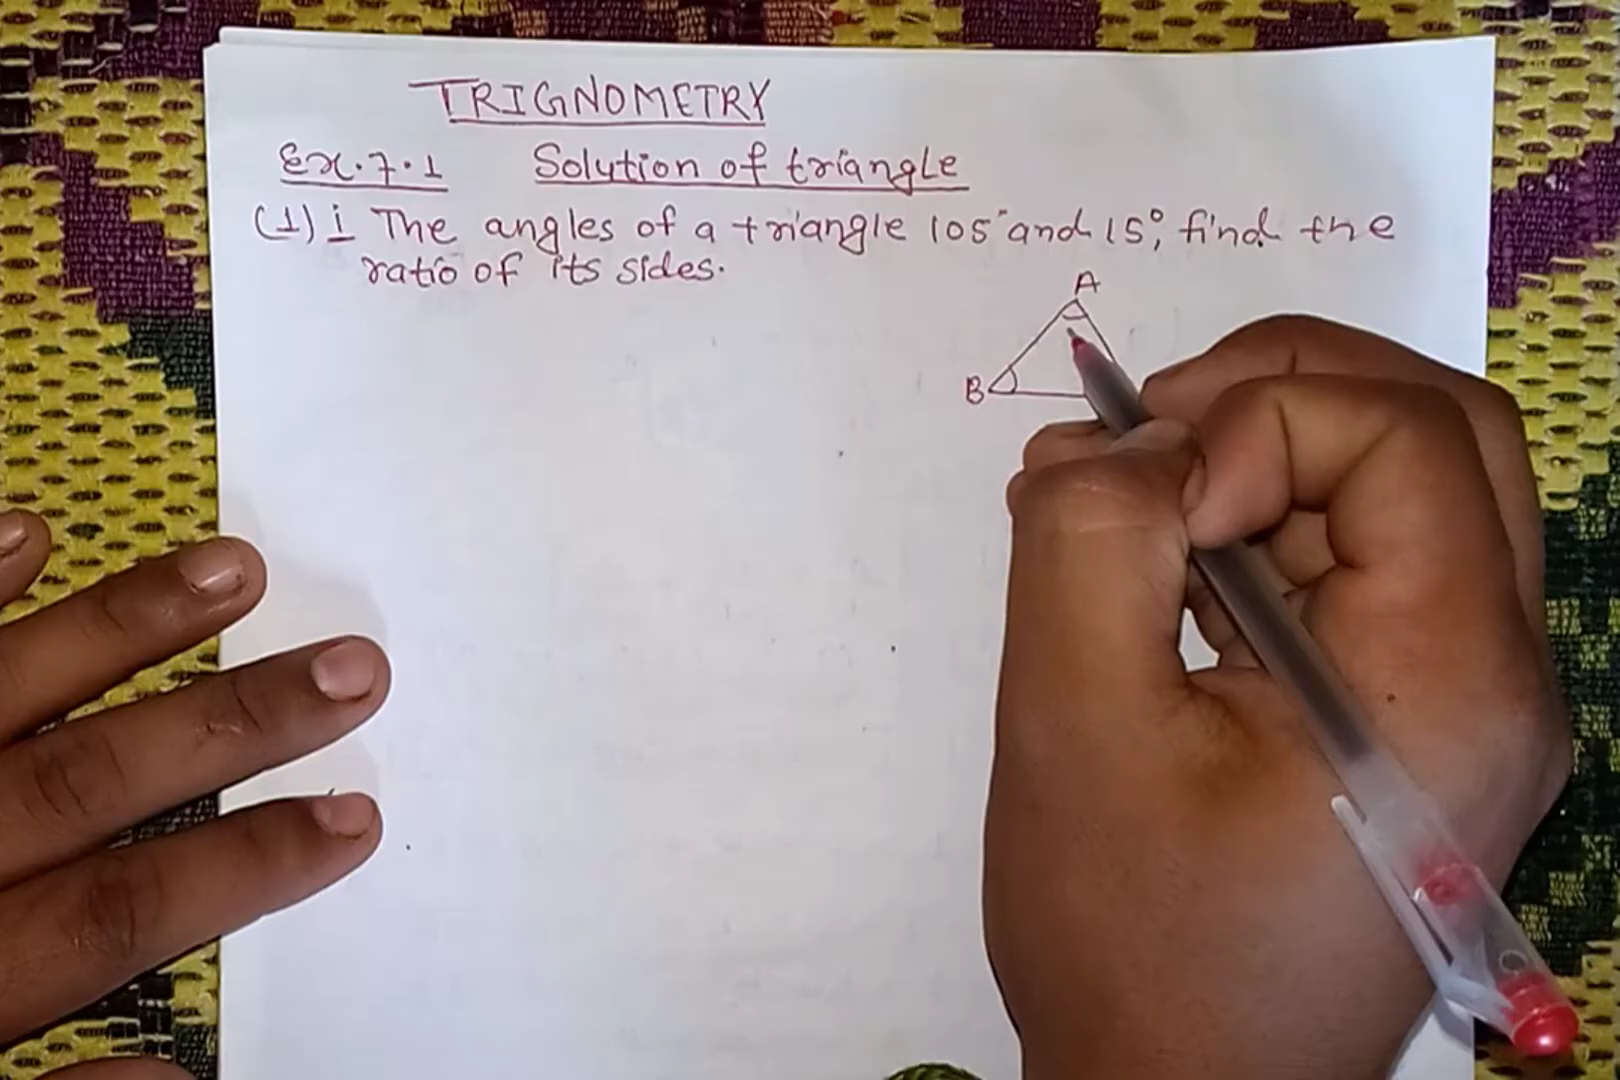 TRIGNOMETRY
Ex.7.1 Solution of triangle
(1) i The angles of a triangle 105° and 15°, find the
ratio of its sides.
A
B